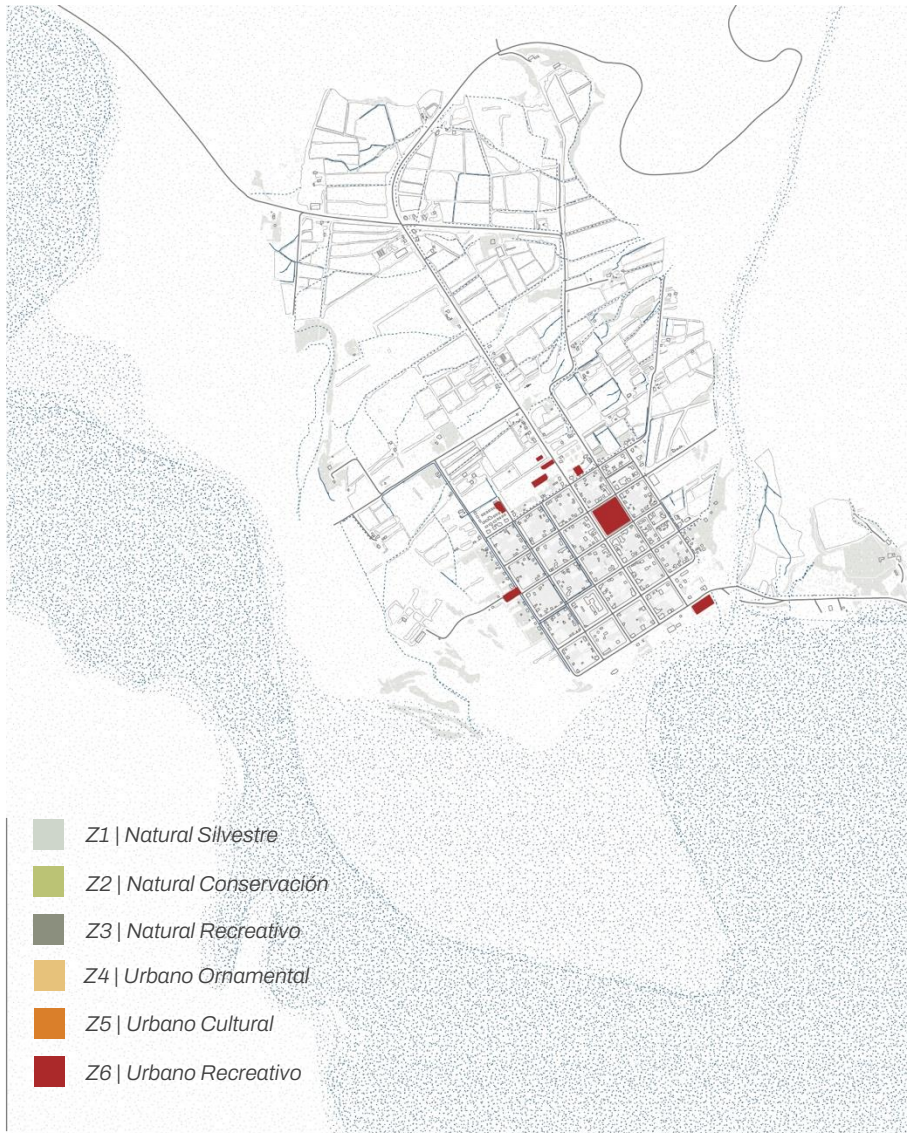 Z1 | Natural Silvestre
Z2 | Natural Conservación
Z3 | Natural Recreativo
Z4 | Urbano Ornamental
Z5 | Urbano Cultural
Z6 | Urbano Recreativo